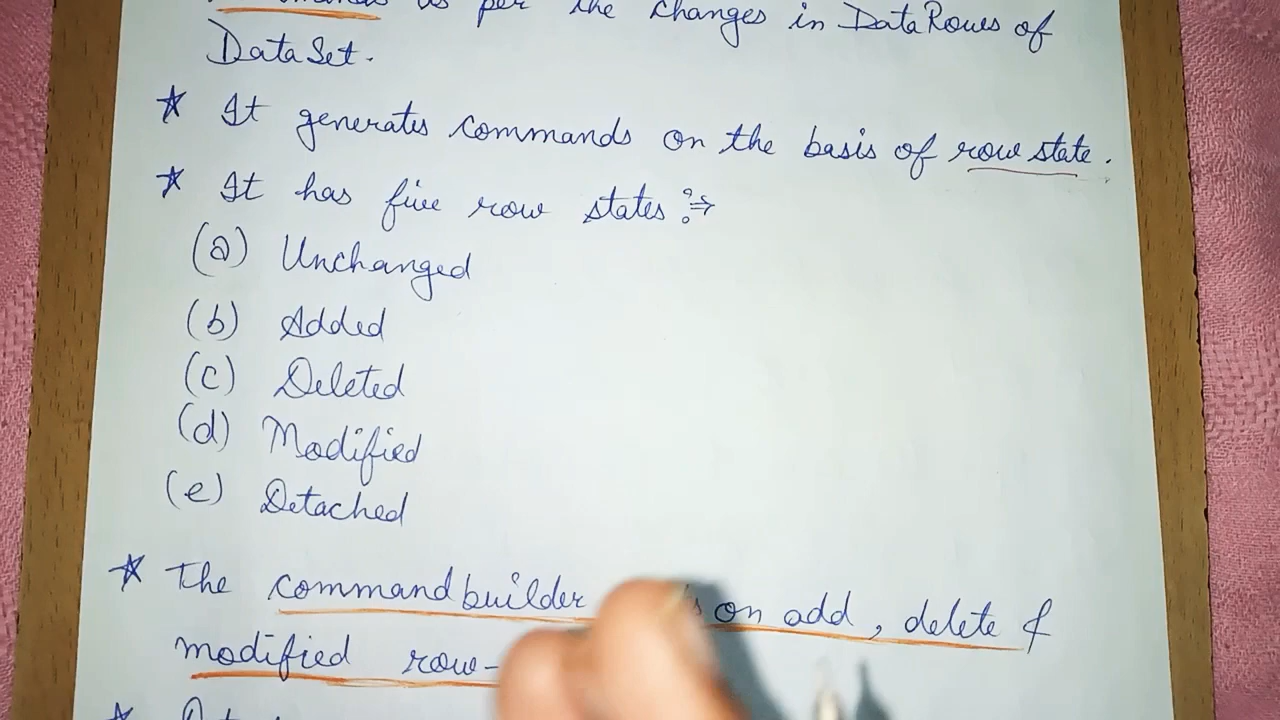 as per the changes in DataRows of
DataSet.
★ It generates commands on the basis of row state.
★ It has five row states :⇒
(a) Unchanged
(b) Added
(c) Deleted
(d) Modified
(e) Detached
★ The commandbuilder on add, delete &
modified row-
★